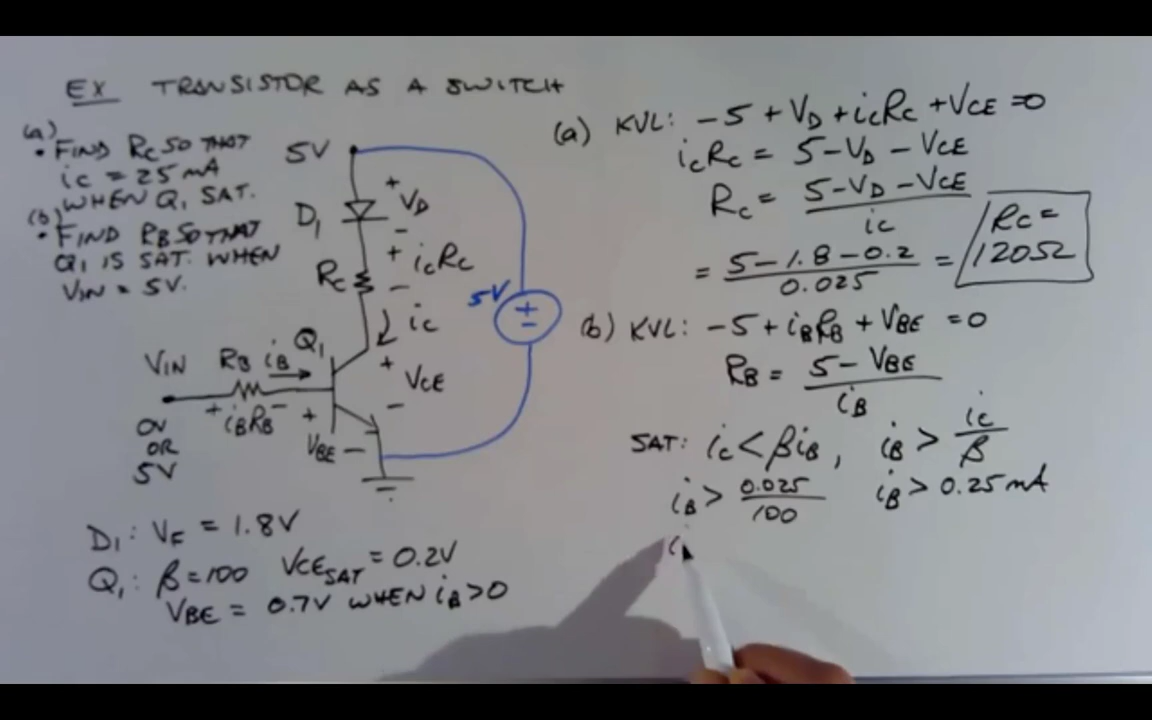 EX TRANSISTOR AS A SWITCH
(a)
• FIND RC SO THAT
iC = 25 mA
WHEN Q1 SAT.
(b)
• FIND RB SO THAT
Q1 IS SAT. WHEN
VIN = 5V.
5V
+
D1
VD
−
+
RC
iCRC
−
5V
+
−
iC
Q1
VIN
RB
iB
+
VCE
−
+ iBRB −
+
VBE −
0V
OR
5V
D1: VF = 1.8V
Q1: β=100 VCESAT = 0.2V
VBE = 0.7V WHEN iB>0
(a) KVL: −5 + VD + iCRC + VCE = 0
iCRC = 5−VD − VCE
RC = 5−VD − VCE
iC
= 5−1.8−0.2 = RC =
0.025 120Ω
(b) KVL: −5 + iBRB + VBE = 0
RB = 5 − VBE
iB
SAT: iC < βiB, iB > iC
β
iB > 0.025 iB > 0.25 mA
100